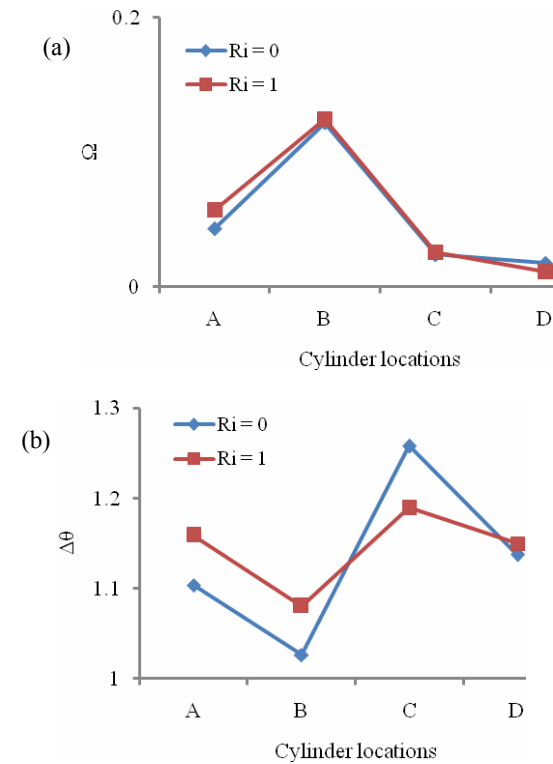 (a)
0.2
Ri = 0
Ri = 1
0
A B C D
Cylinder locations
(b)
1.3
Ri = 0
Ri = 1
1.2
Δθ
1.1
1
A B C D
Cylinder locations